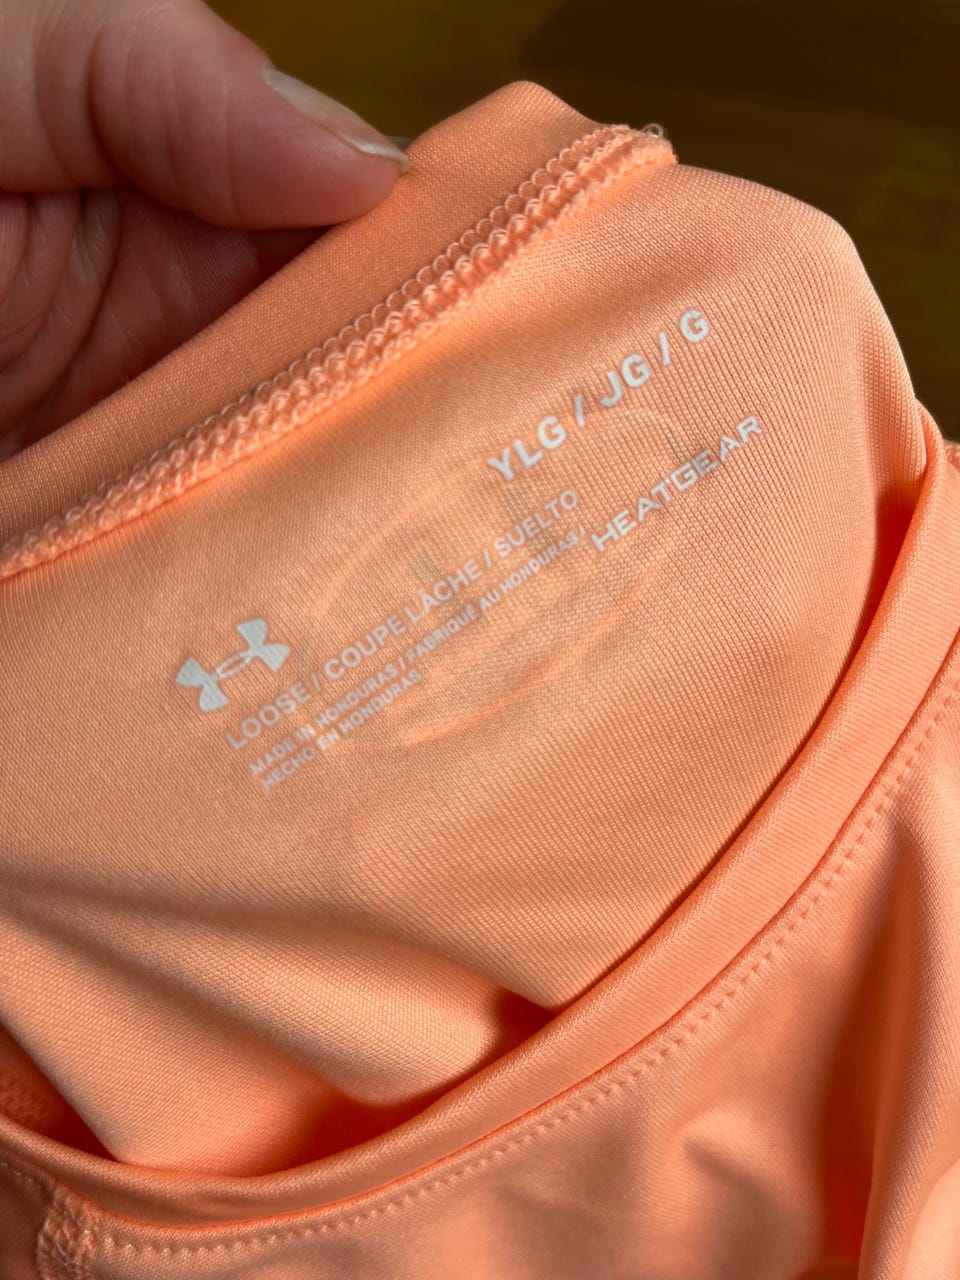 YLG / JG / G
HEATGEAR
LOOSE / COUPE LÂCHE / SUELTO
MADE IN HONDURAS / FABRIQUÉ AU HONDURAS /
HECHO EN HONDURAS